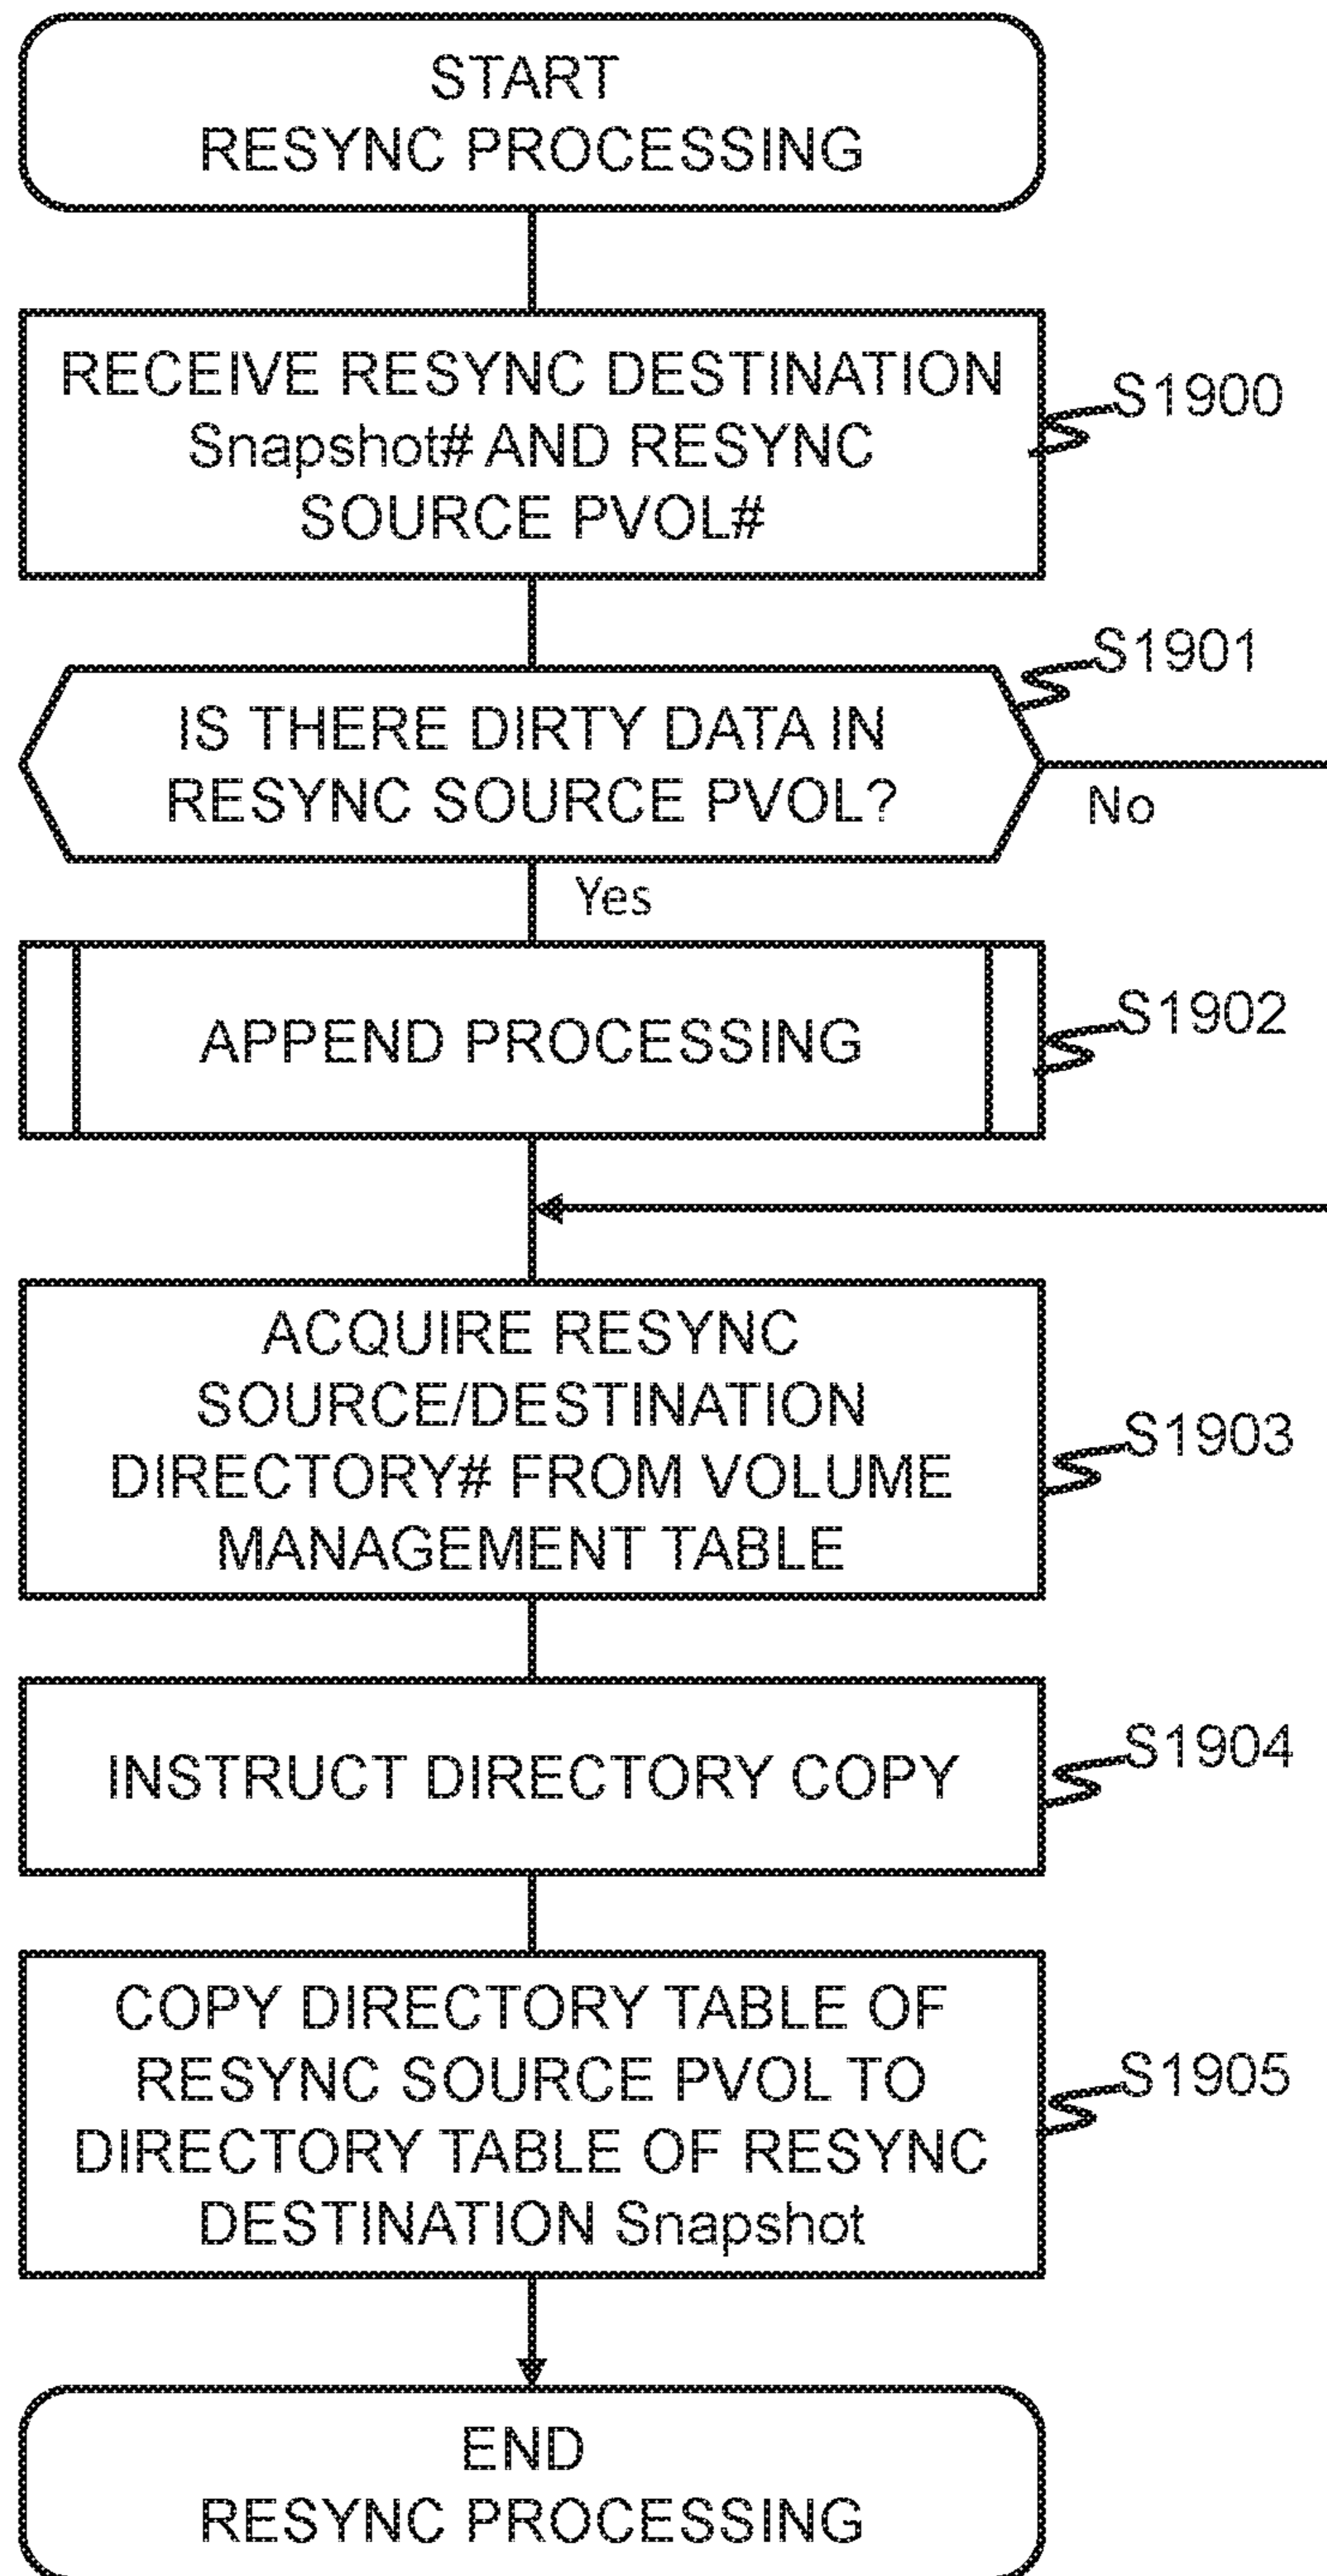 START
RESYNC PROCESSING
RECEIVE RESYNC DESTINATION
Snapshot# AND RESYNC
SOURCE PVOL#
S1900
S1901
IS THERE DIRTY DATA IN
RESYNC SOURCE PVOL?
No
Yes
APPEND PROCESSING
S1902
ACQUIRE RESYNC
SOURCE/DESTINATION
DIRECTORY# FROM VOLUME
MANAGEMENT TABLE
S1903
INSTRUCT DIRECTORY COPY
S1904
COPY DIRECTORY TABLE OF
RESYNC SOURCE PVOL TO
DIRECTORY TABLE OF RESYNC
DESTINATION Snapshot
S1905
END
RESYNC PROCESSING